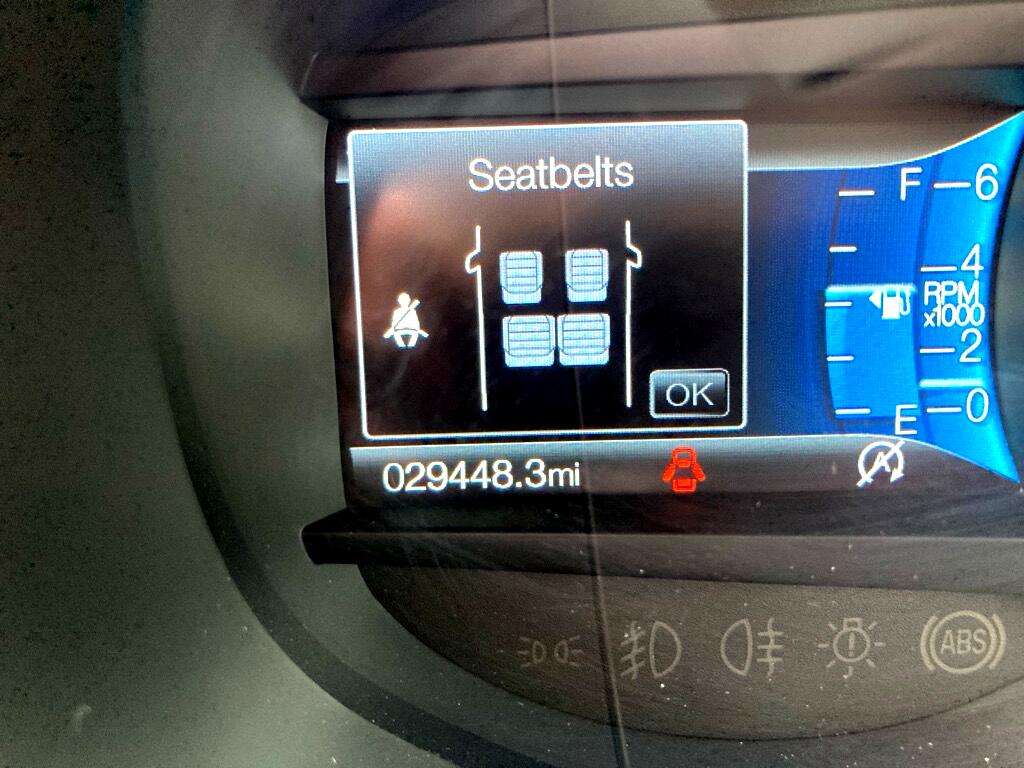 Seatbelts
OK
029448.3mi
F
E
6
4
RPM
x1000
2
0
A
ABS